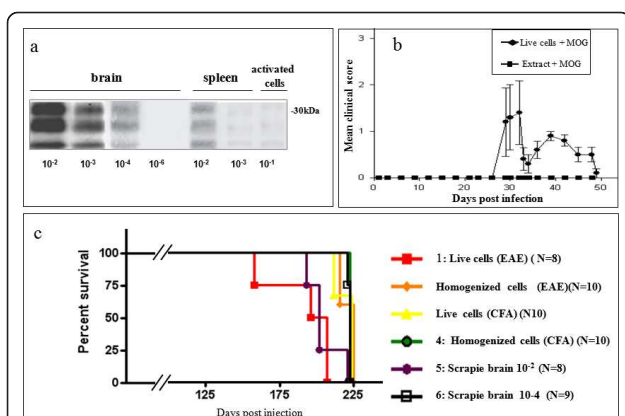 a
brain spleen activated cells
-30kDa
10-2 10-3 10-4 10-6 10-2 10-3 10-1
b
Live cells + MOG
Extract + MOG
Mean clinical score
3
2
1
0
0 10 20 30 40 50
Days post infection
c
Percent survival
100
75
50
25
0
125 175 225
Days post injection
1: Live cells (EAE) ( N=8)
Homogenized cells (EAE)(N=10)
Live cells (CFA) (N10)
4: Homogenized cells (CFA) (N=10)
5: Scrapie brain 10-2 (N=8)
6: Scrapie brain 10-4 (N=9)